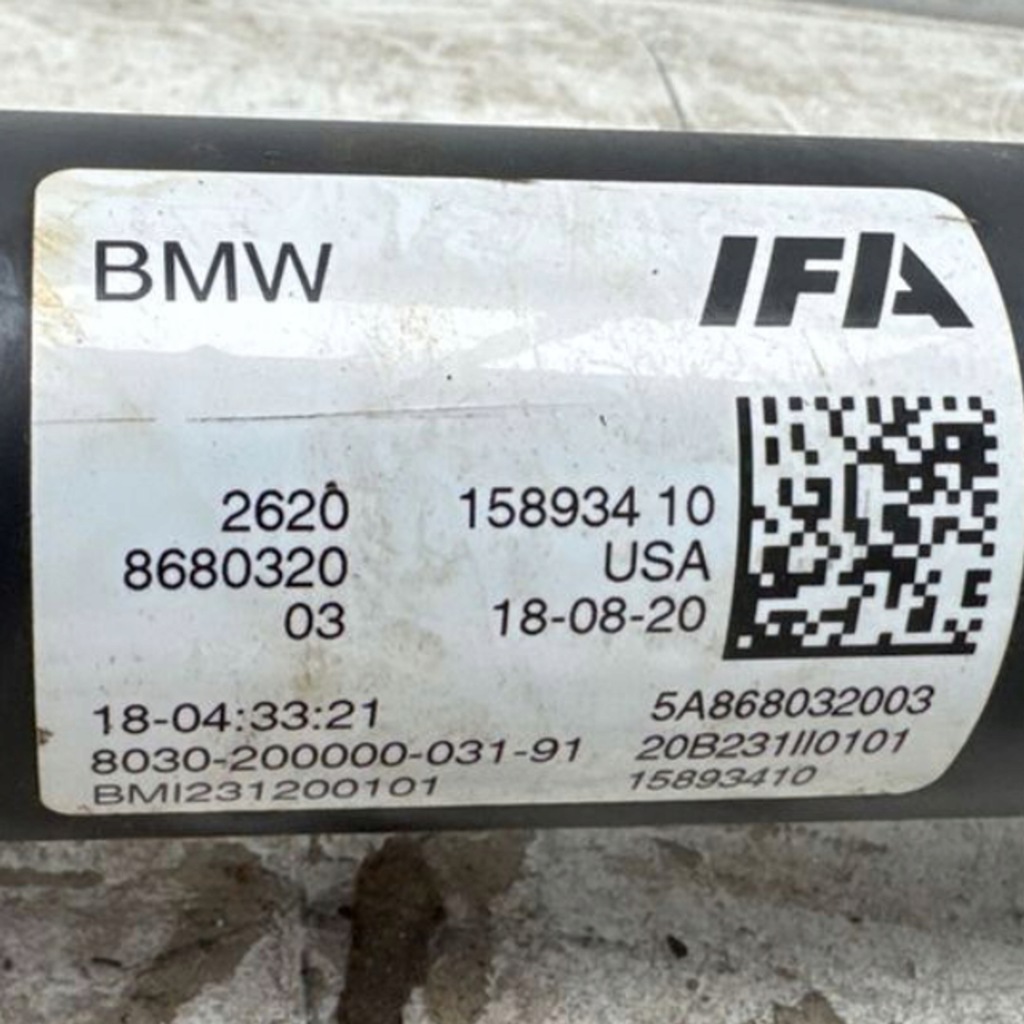 BMW IFA
2620 158934 10
8680320 USA
03 18-08-20
18-04:33:21 5A868032003
8030-200000-031-91 20B231II0101
BMI231200101 15893410